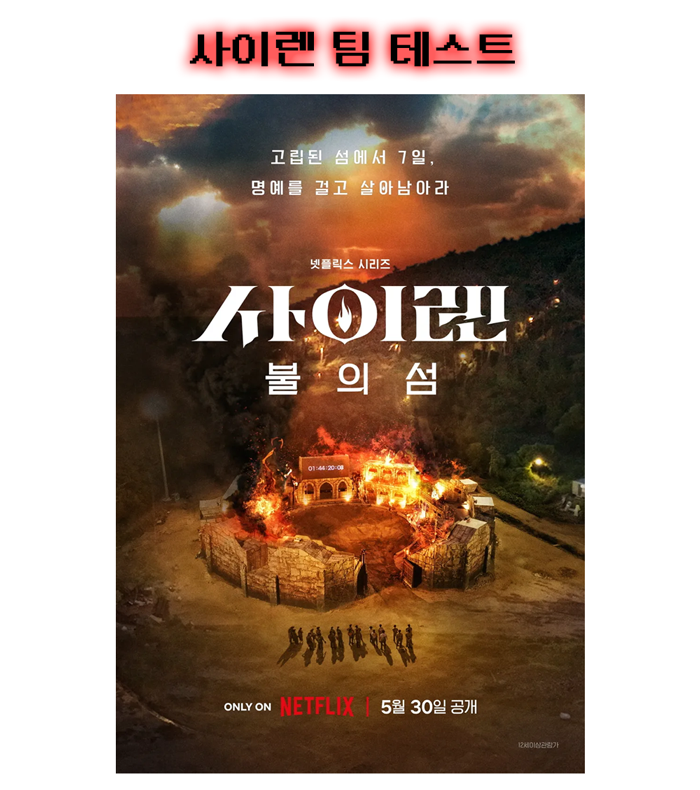 사이렌 팀 테스트
고립된 섬에서 7일,
명예를 걸고 살아남아라
넷플릭스 시리즈
사이렌
불의 섬
01:44:20:08
ONLY ON NETFLIX | 5월 30일 공개
12세이상관람가